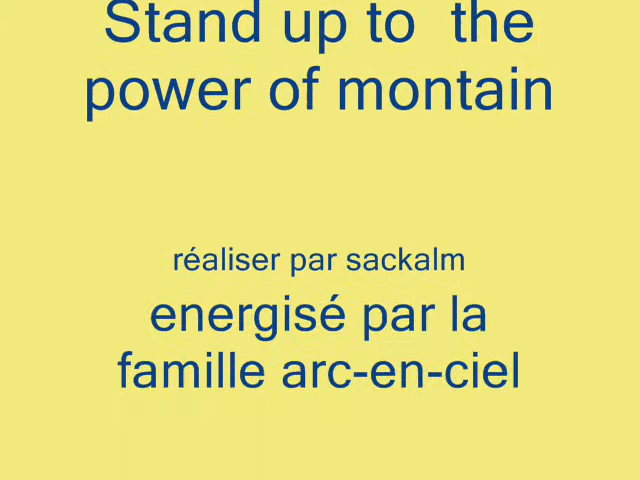 Stand up to  the
power of montain
réaliser par sackalm
energisé par la
famille arc-en-ciel